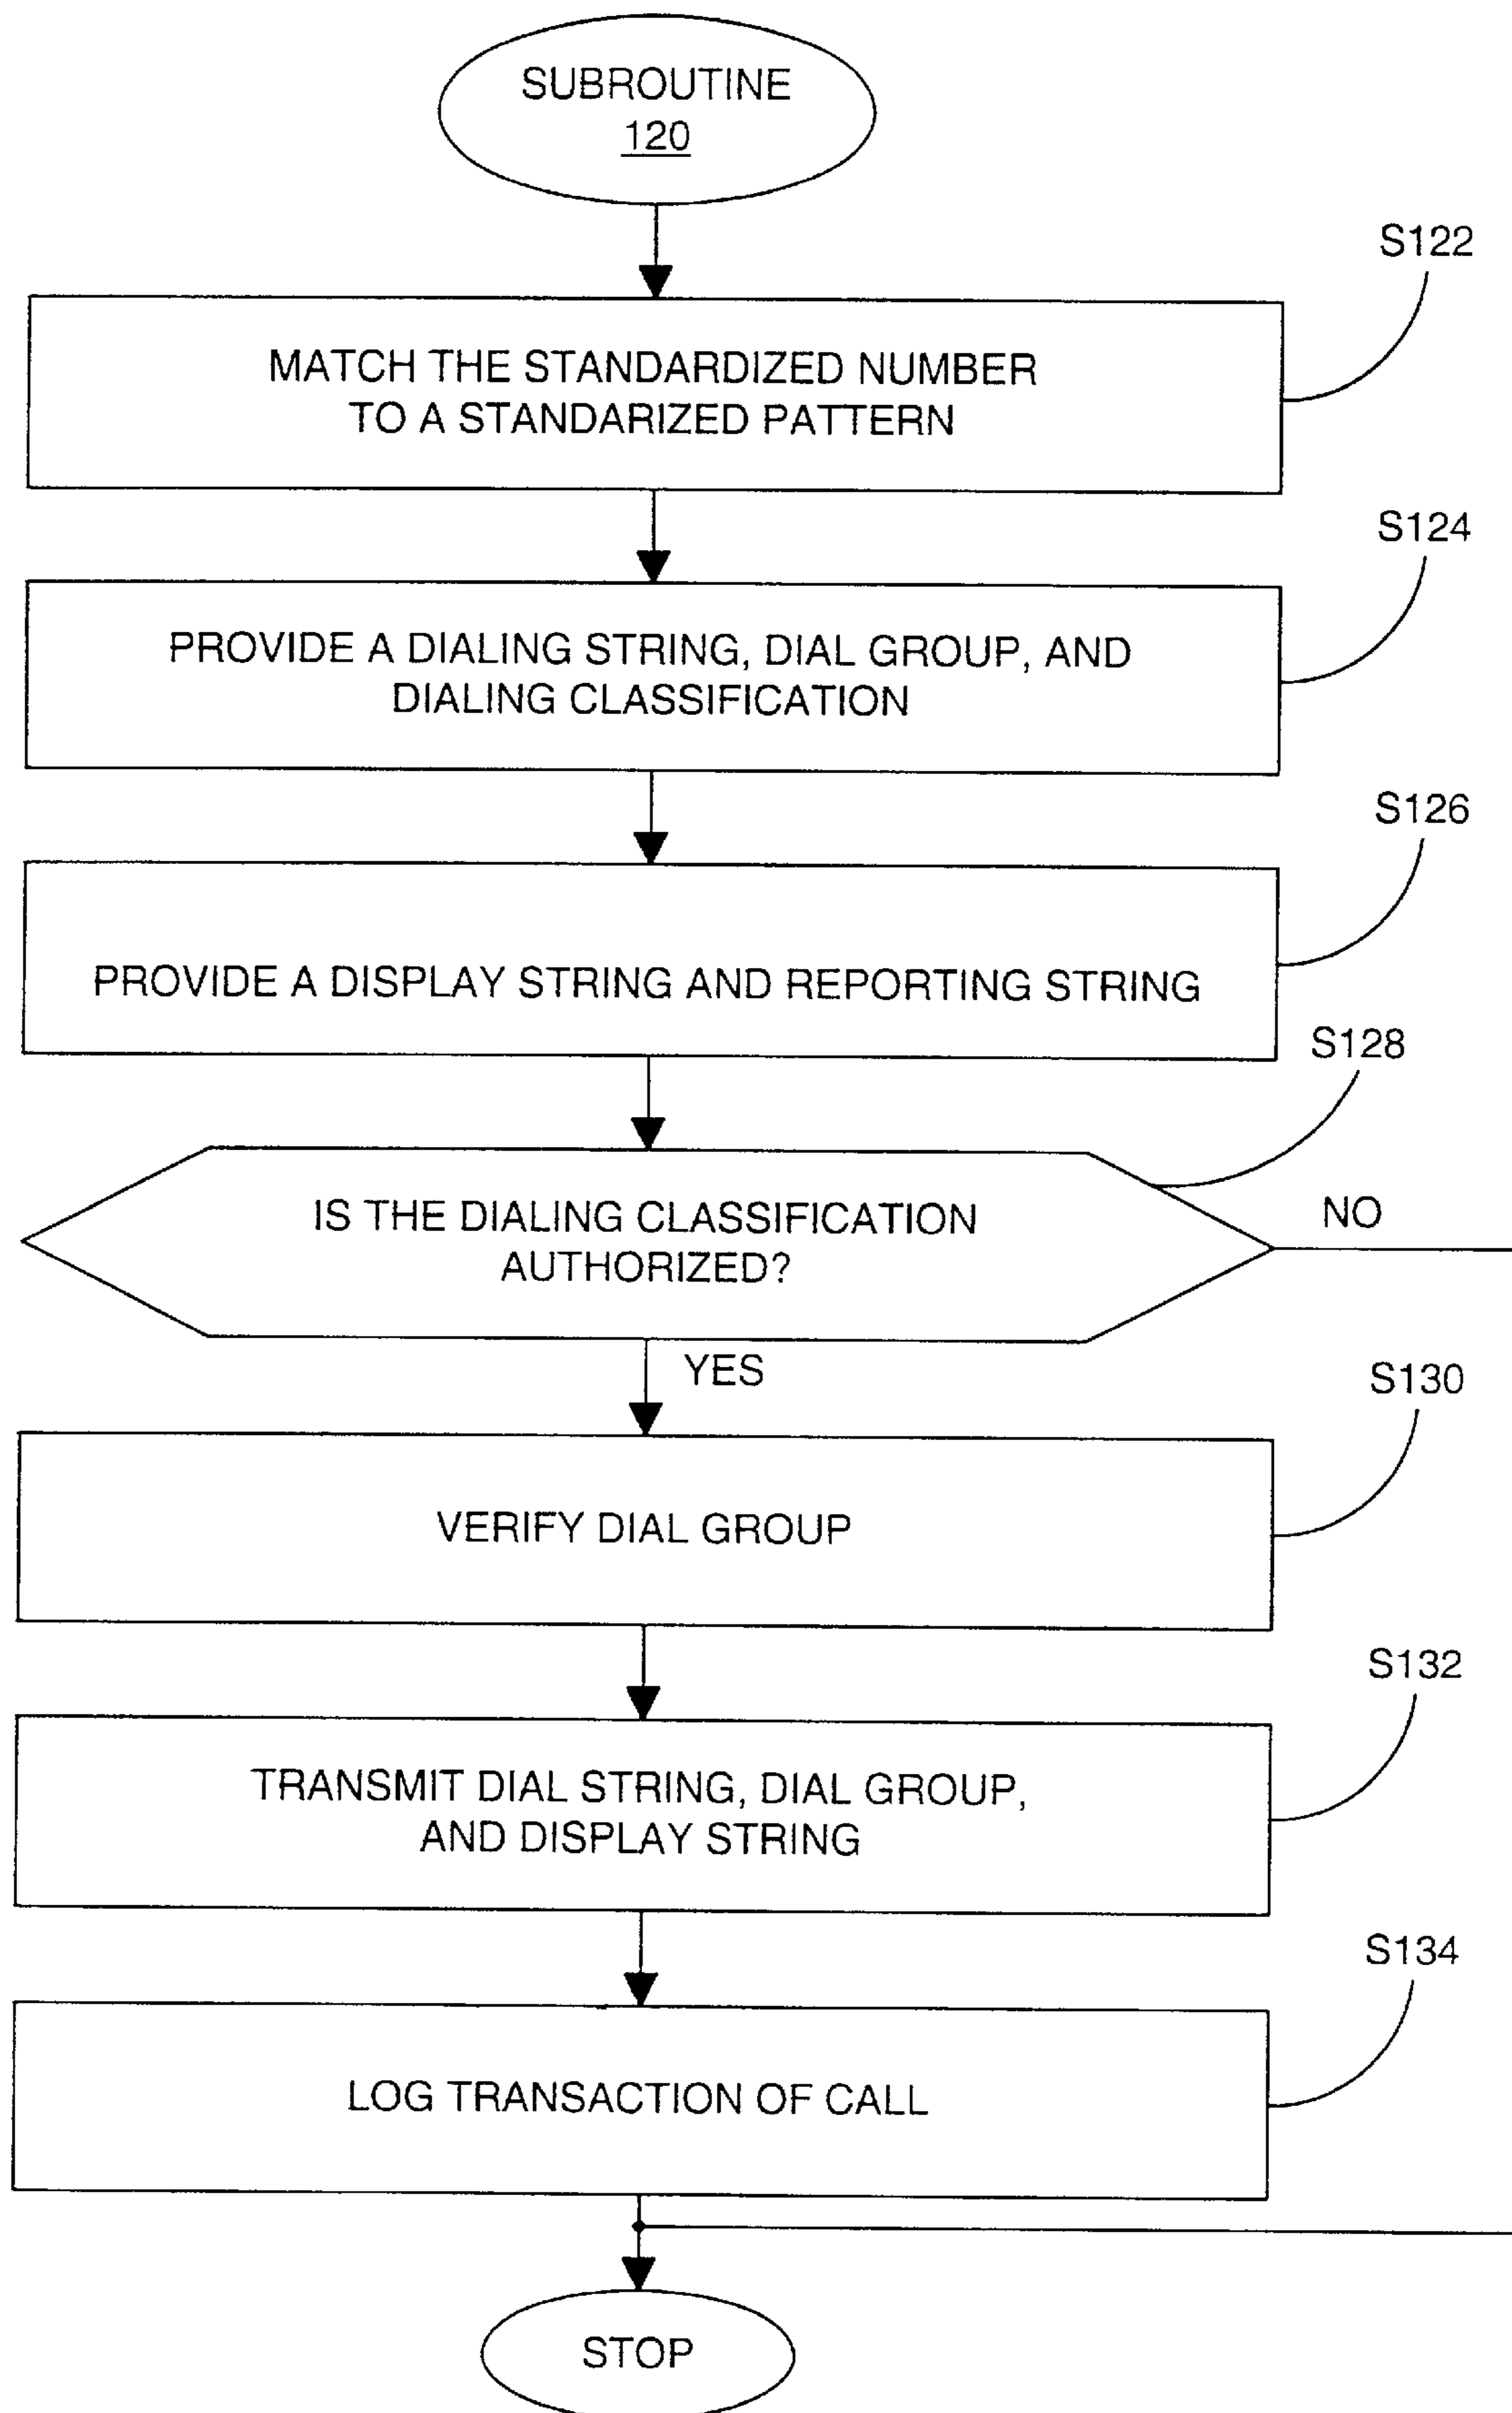 SUBROUTINE
120
S122
MATCH THE STANDARDIZED NUMBER
TO A STANDARIZED PATTERN
S124
PROVIDE A DIALING STRING, DIAL GROUP, AND
DIALING CLASSIFICATION
S126
PROVIDE A DISPLAY STRING AND REPORTING STRING
S128
IS THE DIALING CLASSIFICATION
AUTHORIZED?
NO
YES
S130
VERIFY DIAL GROUP
S132
TRANSMIT DIAL STRING, DIAL GROUP,
AND DISPLAY STRING
S134
LOG TRANSACTION OF CALL
STOP